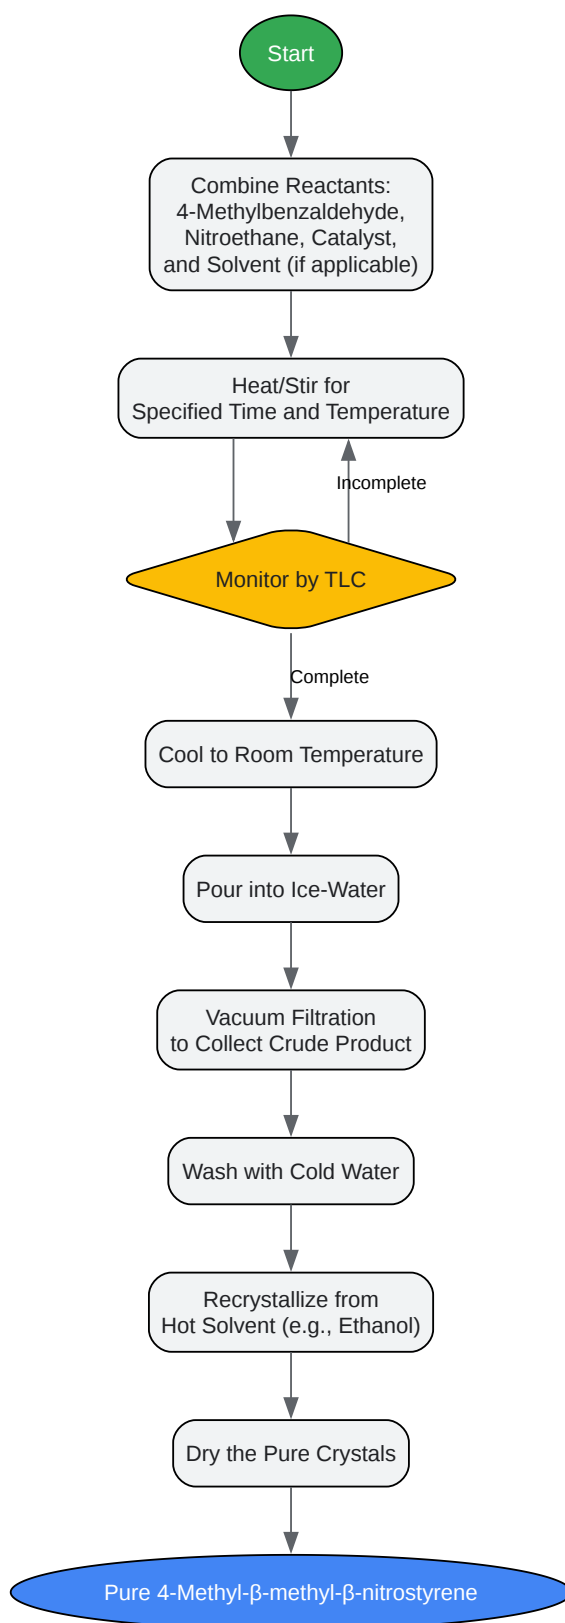 Start
Combine Reactants:
4-Methylbenzaldehyde,
Nitroethane, Catalyst,
and Solvent (if applicable)
Heat/Stir for
Specified Time and Temperature
Incomplete
Monitor by TLC
Complete
Cool to Room Temperature
Pour into Ice-Water
Vacuum Filtration
to Collect Crude Product
Wash with Cold Water
Recrystallize from
Hot Solvent (e.g., Ethanol)
Dry the Pure Crystals
Pure 4-Methyl-β-methyl-β-nitrostyrene